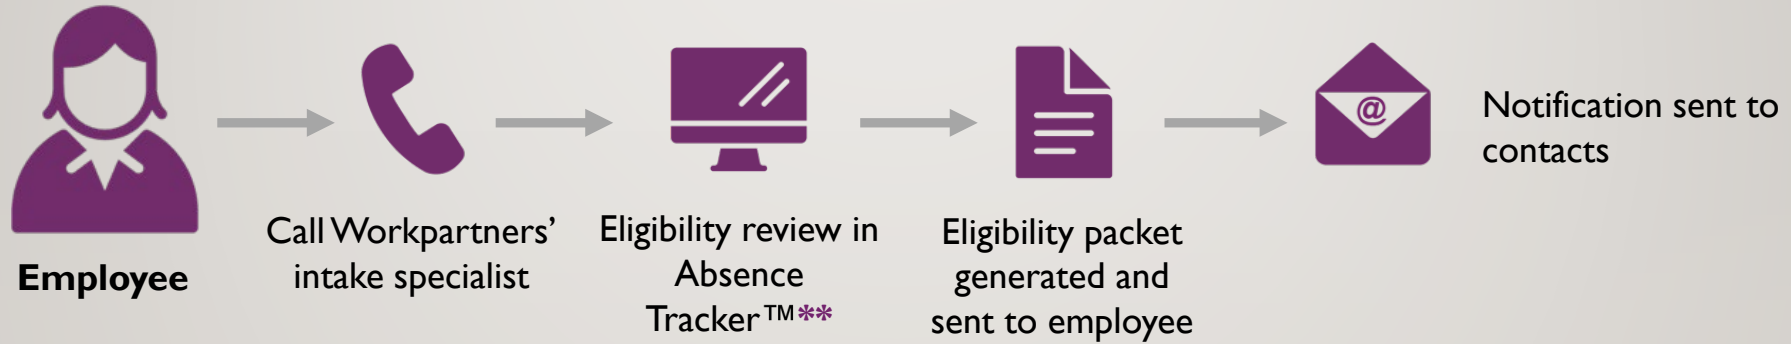 @
Notification sent to
contacts
Employee
Call Workpartners’
intake specialist
Eligibility review in
Absence
Tracker™**
Eligibility packet
generated and
sent to employee